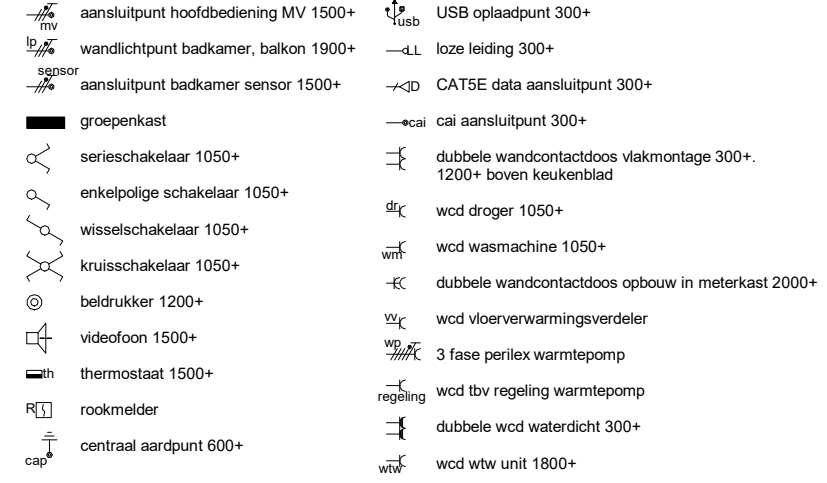 mv aansluitpunt hoofdbediening MV 1500+
lp wandlichtpunt badkamer, balkon 1900+
sensor aansluitpunt badkamer sensor 1500+
groepenkast
serieschakelaar 1050+
enkelpolige schakelaar 1050+
wisselschakelaar 1050+
kruisschakelaar 1050+
beldrukker 1200+
videofoon 1500+
th thermostaat 1500+
R rookmelder
cap centraal aardpunt 600+
usb USB oplaadpunt 300+
LL loze leiding 300+
D CAT5E data aansluitpunt 300+
cai cai aansluitpunt 300+
dubbele wandcontactdoos vlakmontage 300+.
1200+ boven keukenblad
dr wcd droger 1050+
wm wcd wasmachine 1050+
dubbele wandcontactdoos opbouw in meterkast 2000+
vv wcd vloerverwarmingsverdeler
wp 3 fase perilex warmtepomp
regeling wcd tbv regeling warmtepomp
dubbele wcd waterdicht 300+
wtw wcd wtw unit 1800+